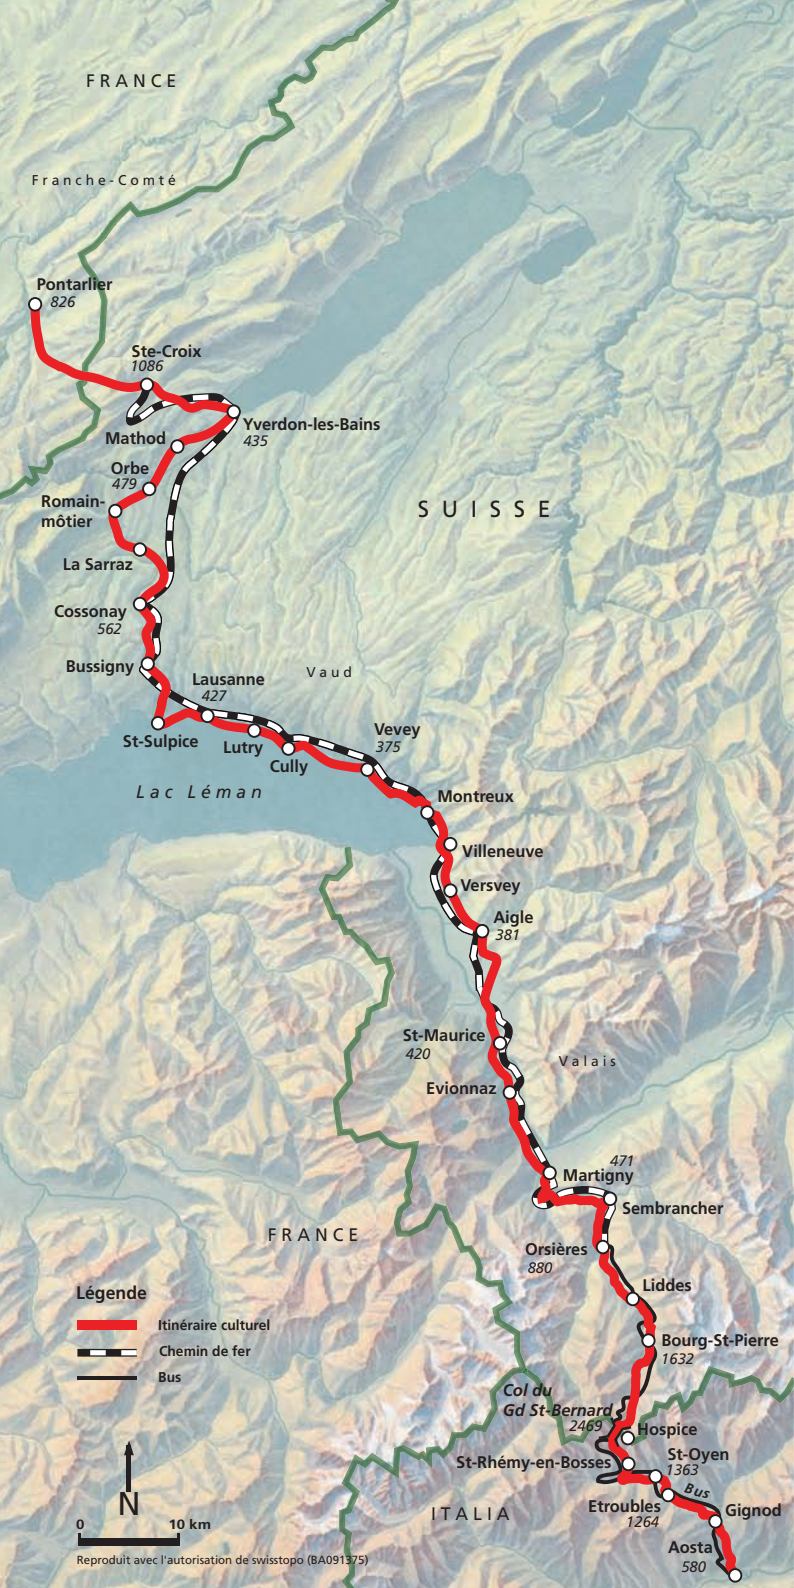 FRANCE
Franche-Comté
Pontarlier
826
Ste-Croix
1086
Yverdon-les-Bains
435
Mathod
Orbe
479
Romain-
môtier
SUISSE
La Sarraz
Cossonay
562
Bussigny
Vaud
Lausanne
427
St-Sulpice
Lutry
Cully
Vevey
375
Lac Léman
Montreux
Villeneuve
Versvey
Aigle
381
St-Maurice
420
Valais
Evionnaz
471
Martigny
Sembrancher
FRANCE
Orsières
880
Liddes
Légende
Itinéraire culturel
Chemin de fer
Bus
Bourg-St-Pierre
1632
Col du
Gd St-Bernard
2469
Hospice
St-Rhémy-en-Bosses
St-Oyen
1363
Bus
Etroubles
1264
Gignod
ITALIA
Aosta
580
N
0 10 km
Reproduit avec l'autorisation de swisstopo (BA091375)